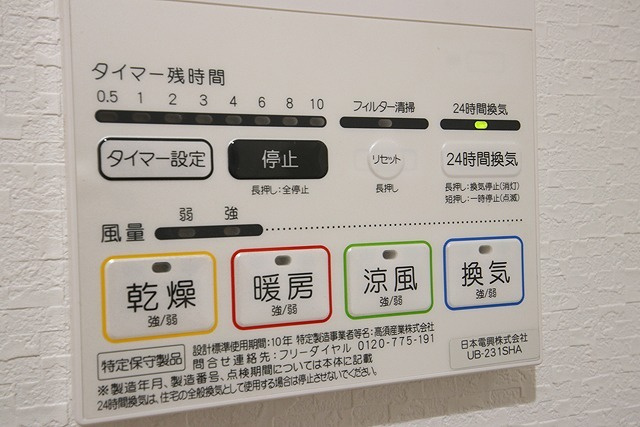 タイマー残時間
0.5 1 2 3 4 6 8 10
フィルター清掃
24時間換気
タイマー設定
停止
リセット
24時間換気
長押し:全停止
長押し
長押し:換気停止(消灯)
短押し:一時停止(点滅)
弱 強
風量
乾燥
強/弱
暖房
強/弱
涼風
強/弱
換気
強/弱
特定保守製品
設計標準使用期間:10年 特定製造事業者等名:高須産業株式会社
問合せ連絡先:フリーダイヤル 0120-775-191
※製造年月、製造番号、点検期間については本体に記載
24時間換気は、住宅の全般換気として使用する場合は停止させないでください。
日本電興株式会社
UB-231SHA